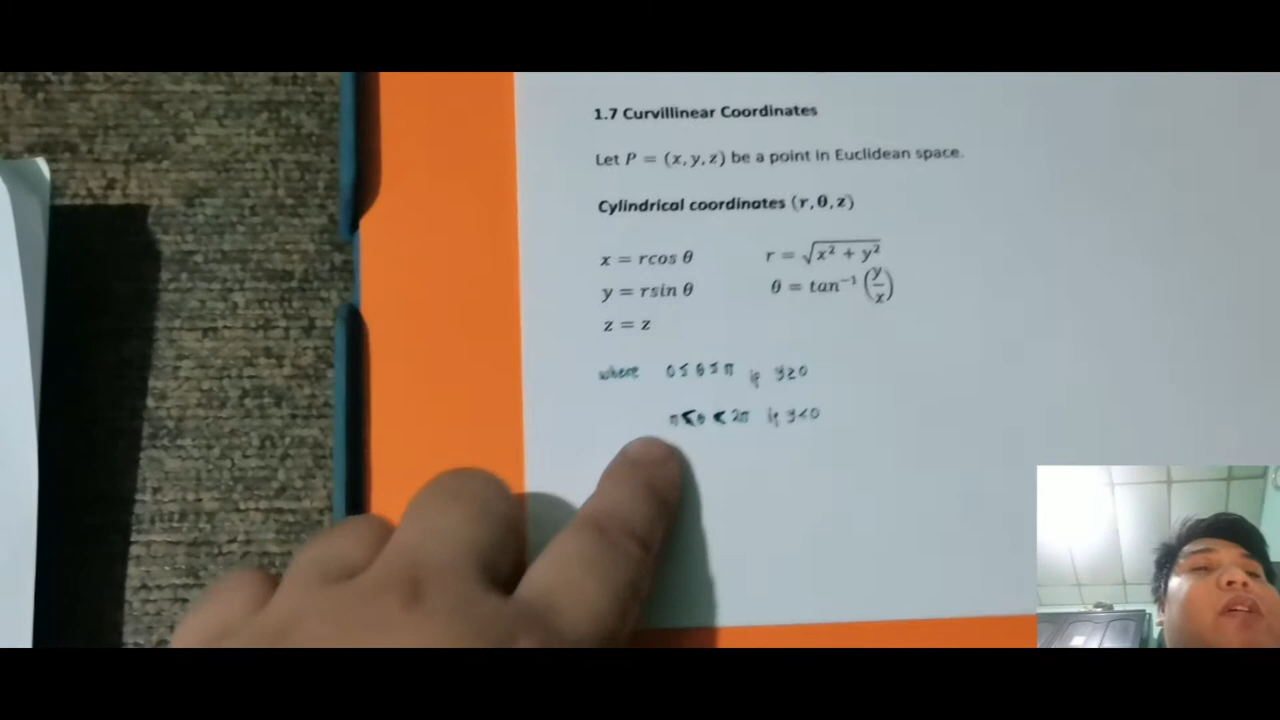 1.7 Curvillinear Coordinates
Let P = (x, y, z) be a point in Euclidean space.
Cylindrical coordinates (r, θ, z)
x = rcos θ
r = √(x² + y²)
y = rsin θ
θ = tan⁻¹ (y/x)
z = z
where 0 ≤ θ ≤ π if y ≥ 0
π < θ < 2π if y < 0